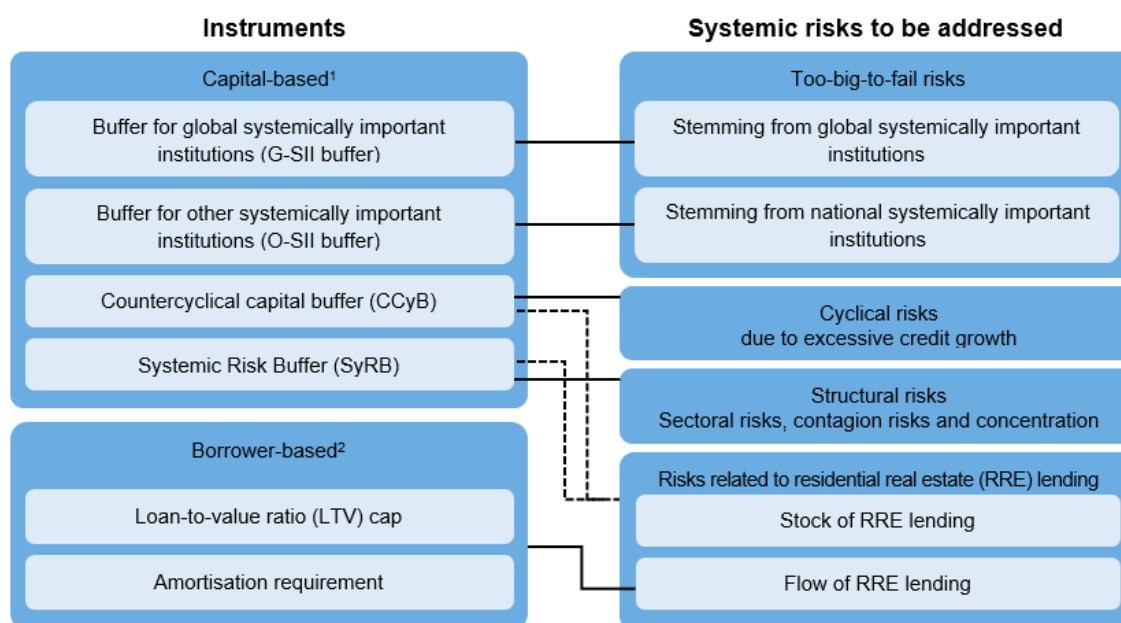 Instruments
Capital-based¹
Buffer for global systemically important
institutions (G-SII buffer)
Buffer for other systemically important
institutions (O-SII buffer)
Countercyclical capital buffer (CCyB)
Systemic Risk Buffer (SyRB)
Borrower-based²
Loan-to-value ratio (LTV) cap
Amortisation requirement
Systemic risks to be addressed
Too-big-to-fail risks
Stemming from global systemically important
institutions
Stemming from national systemically important
institutions
Cyclical risks
due to excessive credit growth
Structural risks
Sectoral risks, contagion risks and concentration
Risks related to residential real estate (RRE) lending
Stock of RRE lending
Flow of RRE lending